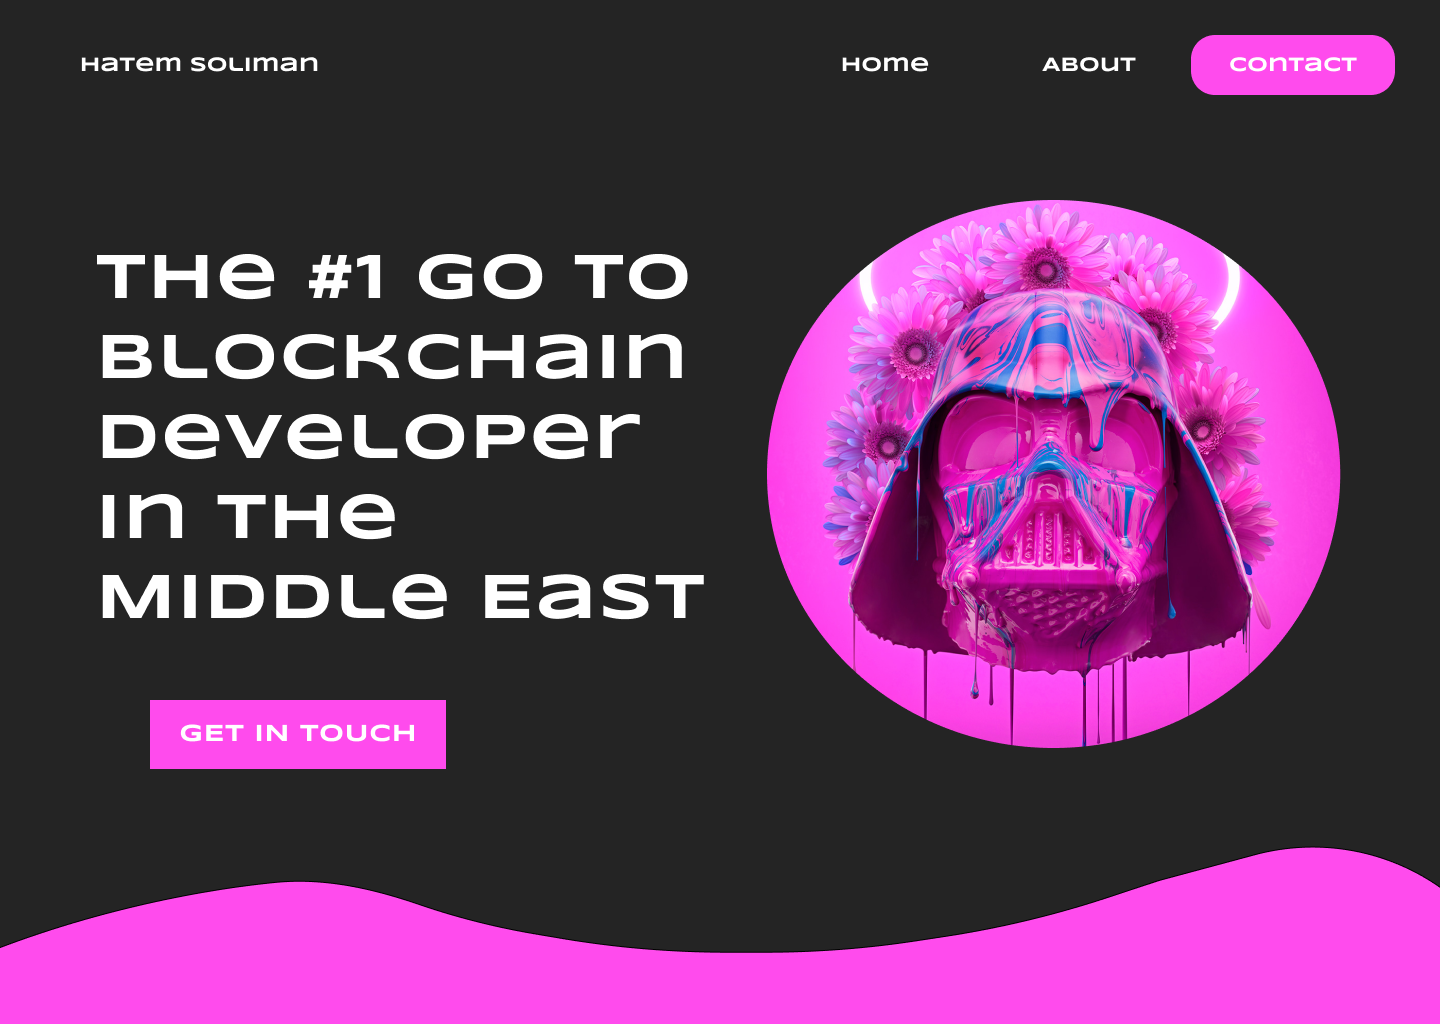 Hatem Soliman
Home
About
Contact
The #1 Go To
Blockchain
Developer
in the
Middle East
GET IN TOUCH